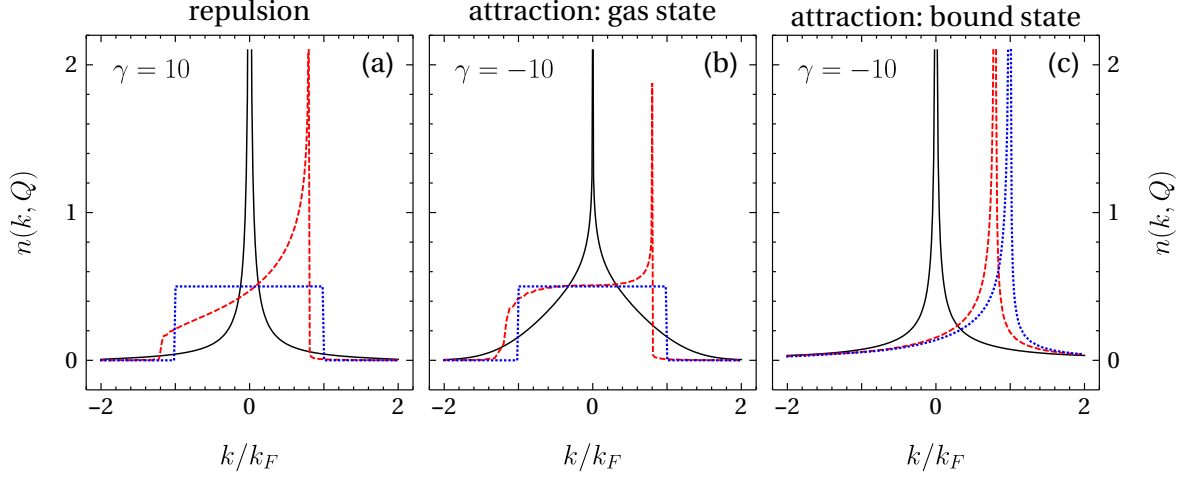 repulsion
attraction: gas state
attraction: bound state
γ = 10
(a)
γ = −10
(b)
γ = −10
(c)
2
1
0
2
1
0
n(k, Q)
n(k, Q)
−2 0 2
−2 0 2
−2 0 2
k/k_F
k/k_F
k/k_F